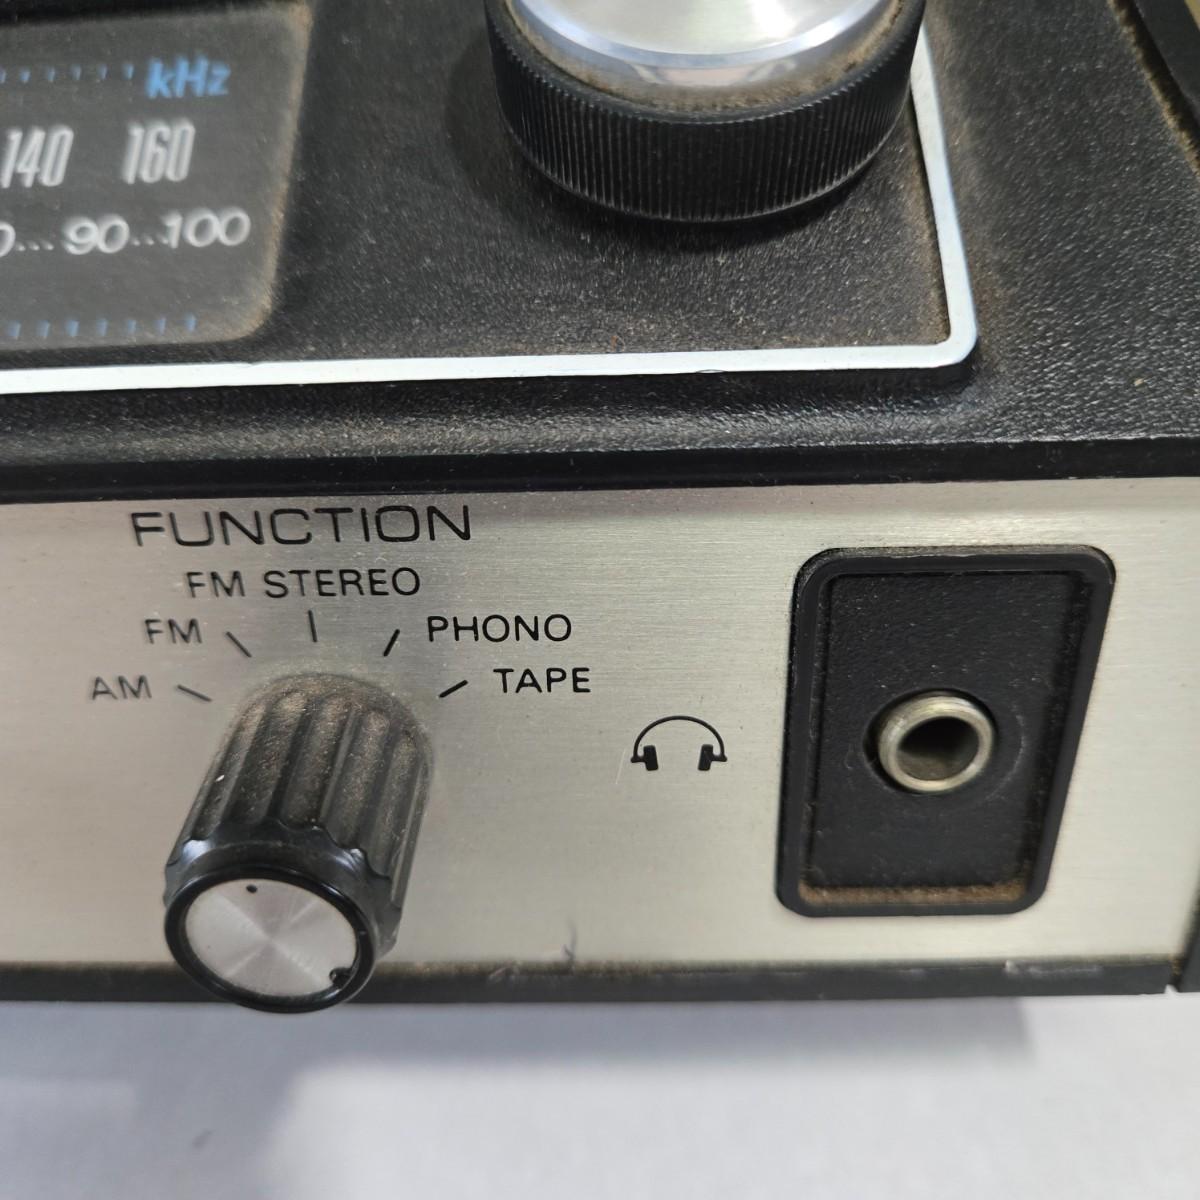 kHz
140 160
90...100
FUNCTION
FM STEREO
FM PHONO
AM TAPE